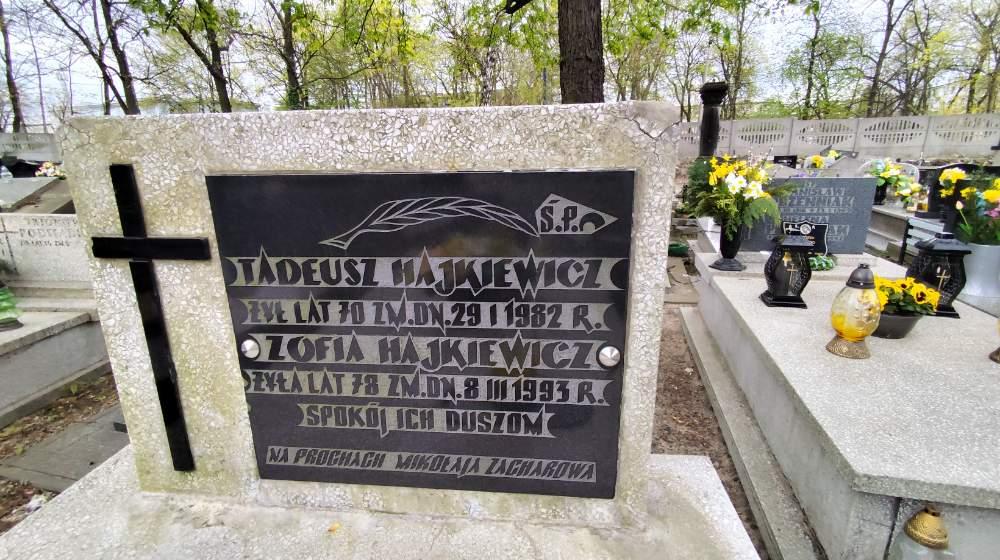 Ś.P.
TADEUSZ HAJKIEWICZ
ŻYŁ LAT 70 ZM.DN.29 I 1982 R.
ZOFIA HAJKIEWICZ
ŻYŁA LAT 78 ZM.DN. 8 III 1993 R.
SPOKÓJ ICH DUSZOM
NA PROCHACH MIKOŁAJA ZACHAROWA